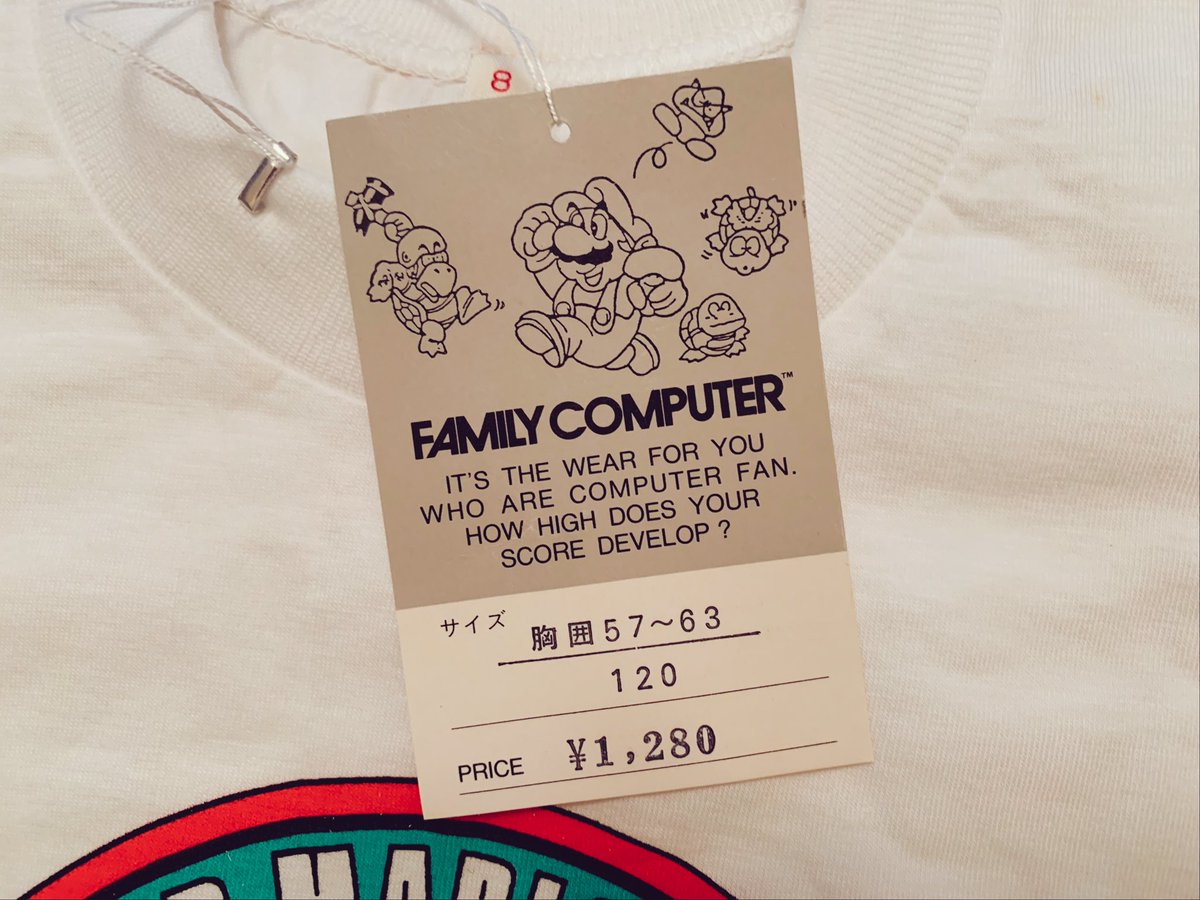 8
FAMILY COMPUTER™
IT'S THE WEAR FOR YOU
WHO ARE COMPUTER FAN.
HOW HIGH DOES YOUR
SCORE DEVELOP?
サイズ 胸囲57~63
120
PRICE ¥1,280